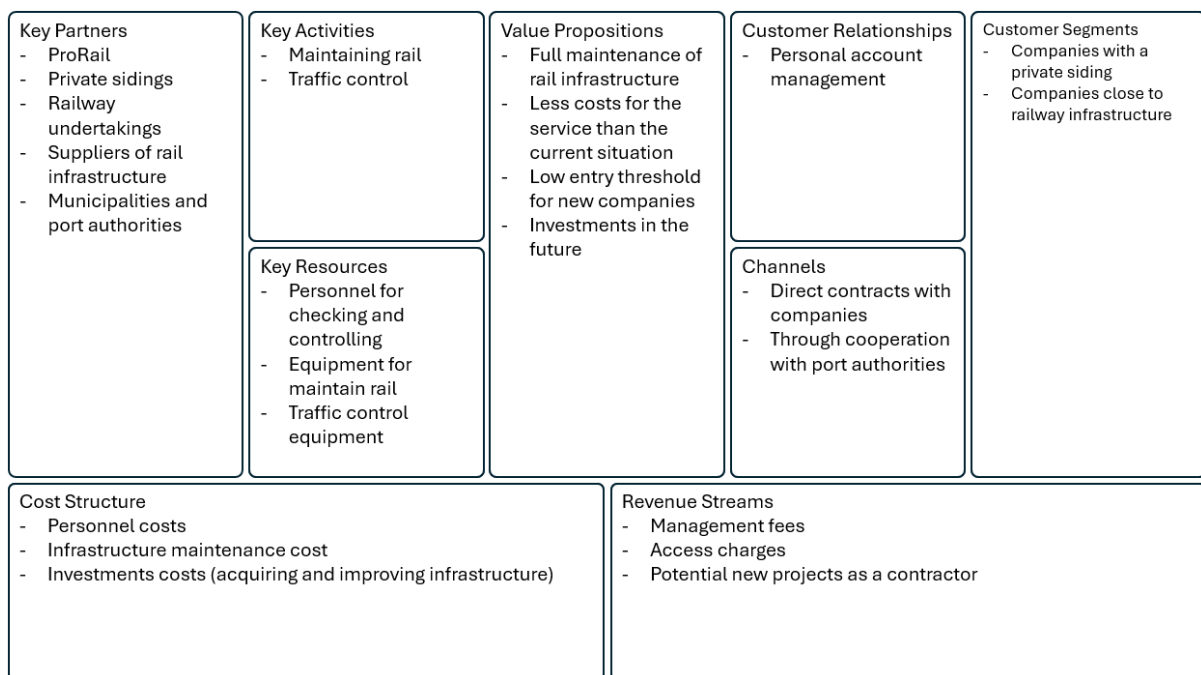 Key Partners
- ProRail
- Private sidings
- Railway
undertakings
- Suppliers of rail
infrastructure
- Municipalities and
port authorities
Key Activities
- Maintaining rail
- Traffic control
Key Resources
- Personnel for
checking and
controlling
- Equipment for
maintain rail
- Traffic control
equipment
Value Propositions
- Full maintenance of
rail infrastructure
- Less costs for the
service than the
current situation
- Low entry threshold
for new companies
- Investments in the
future
Customer Relationships
- Personal account
management
Channels
- Direct contracts with
companies
- Through cooperation
with port authorities
Customer Segments
- Companies with a
private siding
- Companies close to
railway infrastructure
Cost Structure
- Personnel costs
- Infrastructure maintenance cost
- Investments costs (acquiring and improving infrastructure)
Revenue Streams
- Management fees
- Access charges
- Potential new projects as a contractor